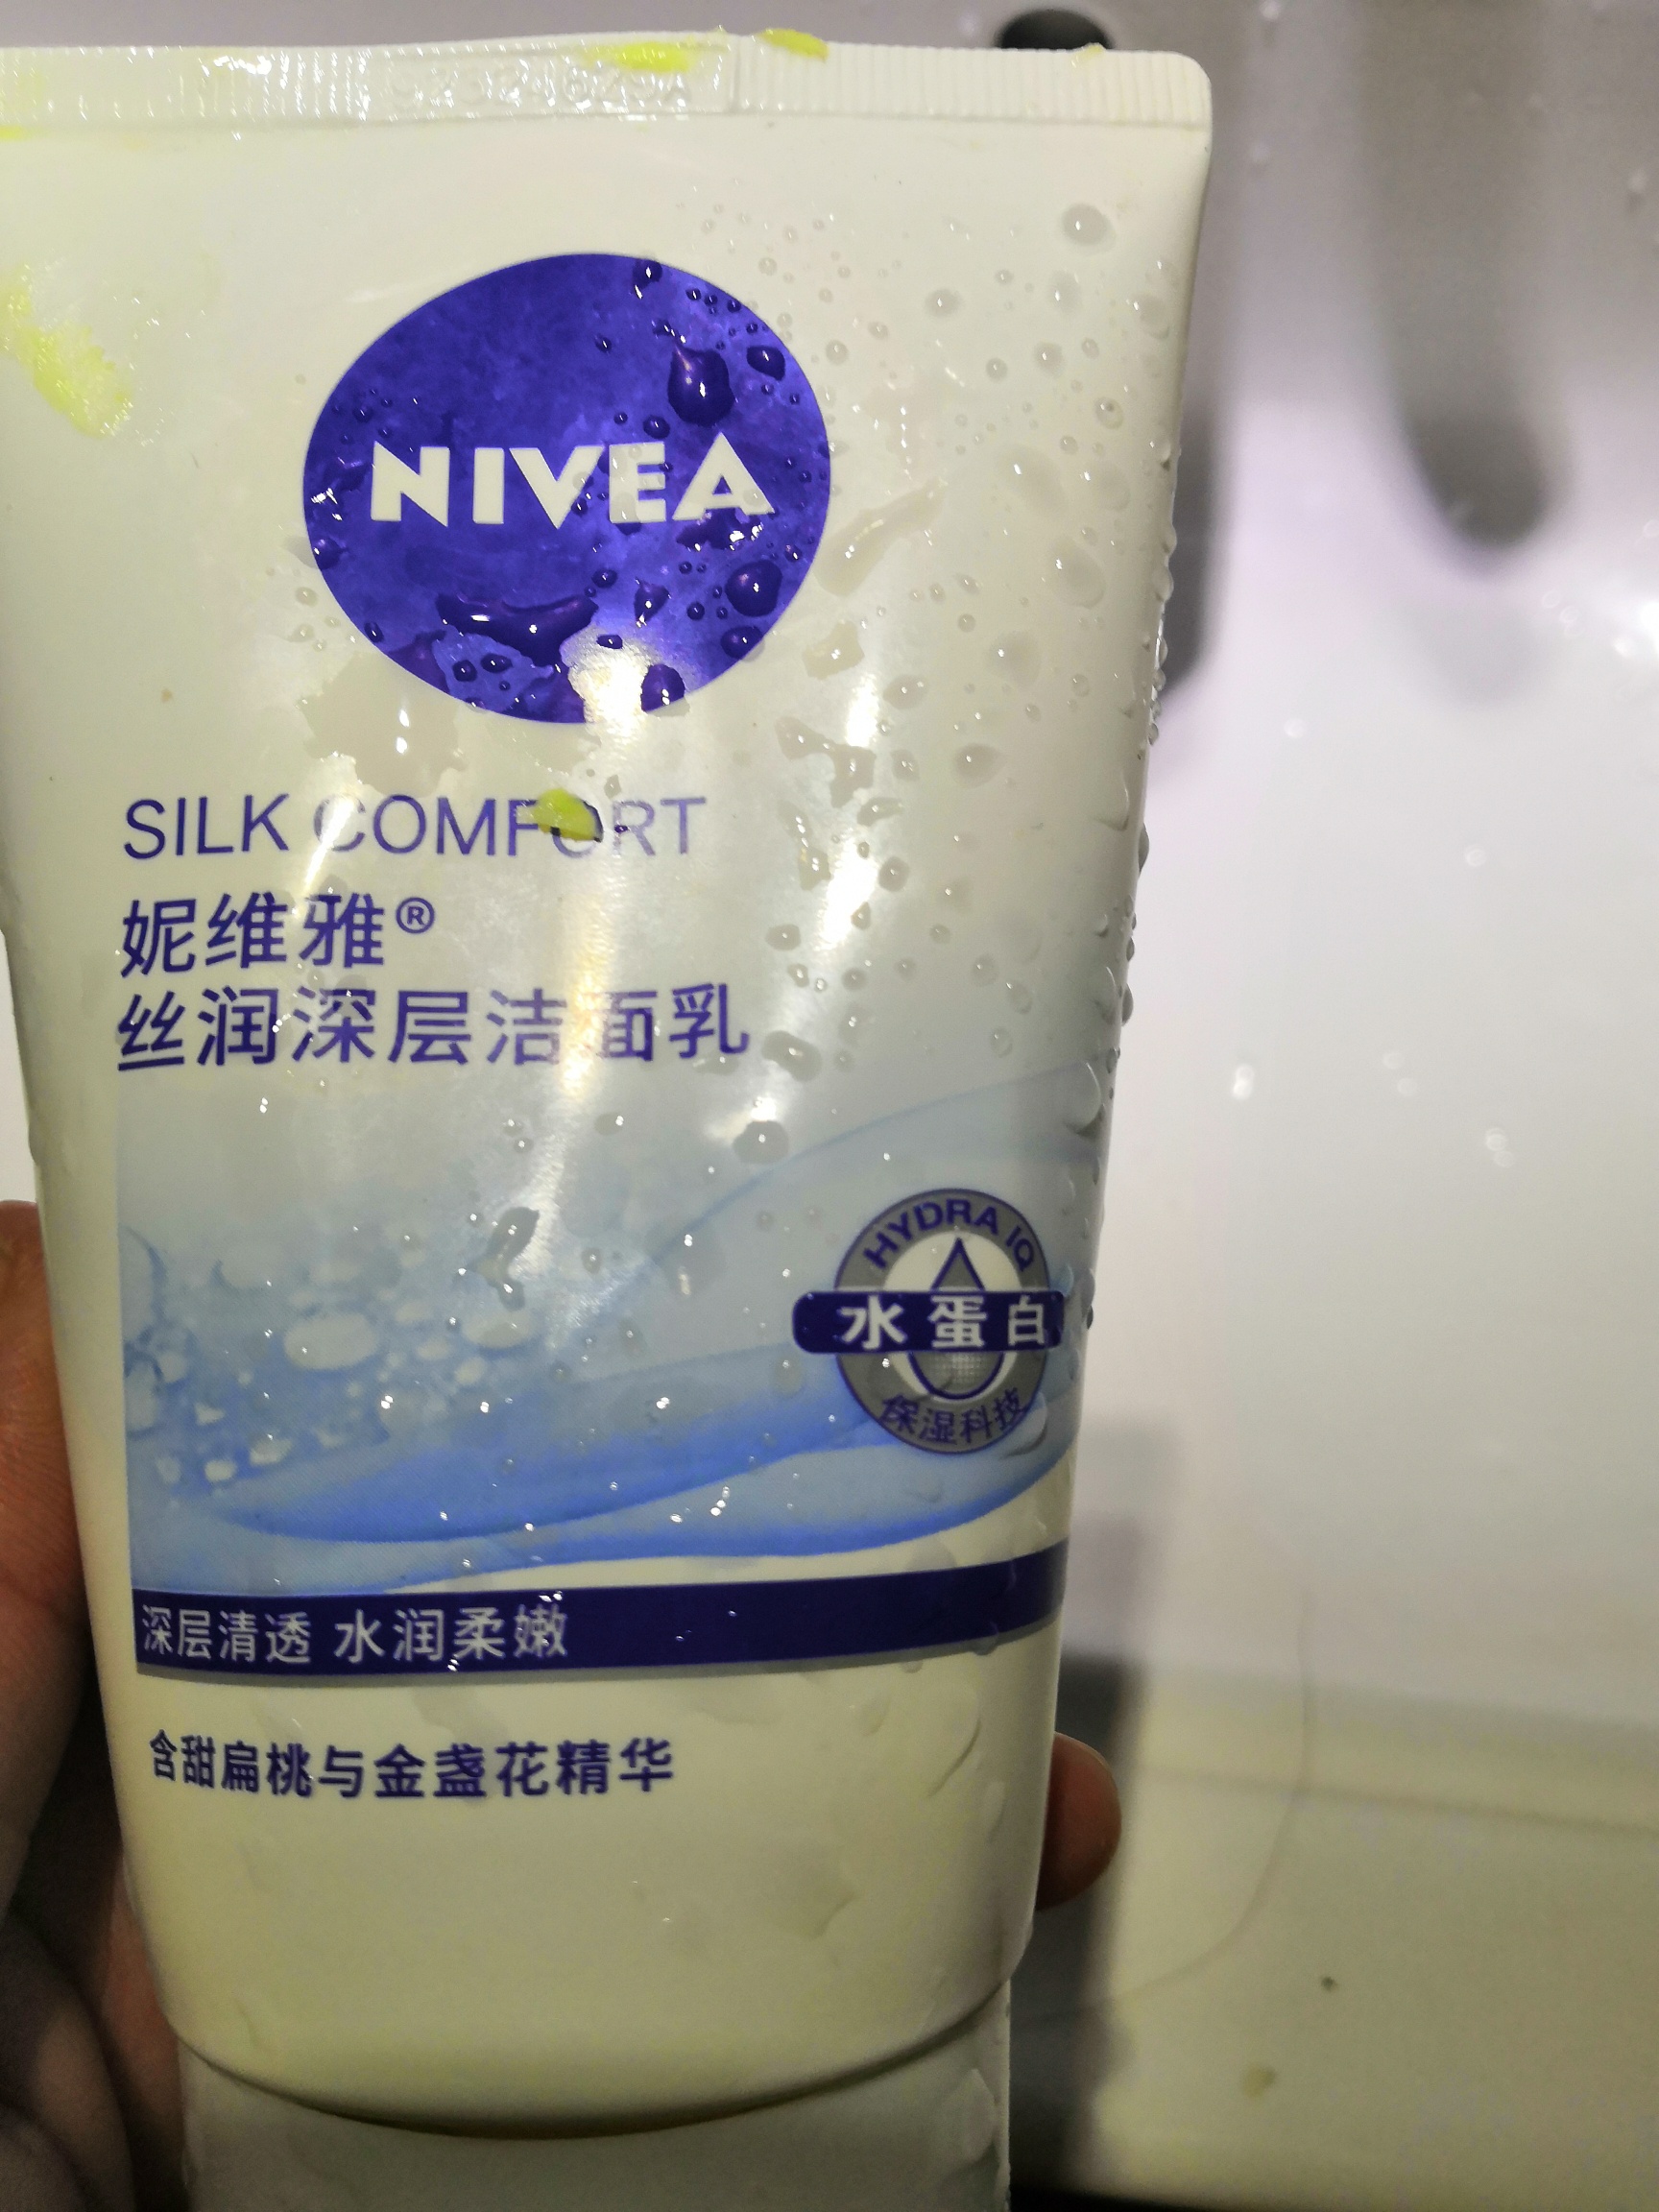 NIVEA
SILK COMFORT
妮维雅®
丝润深层洁面乳
HYDRA IQ
水蛋白
保湿科技
深层清透 水润柔嫩
含甜扁桃与金盏花精华